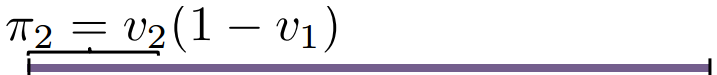 π₂ = v₂(1 − v₁)